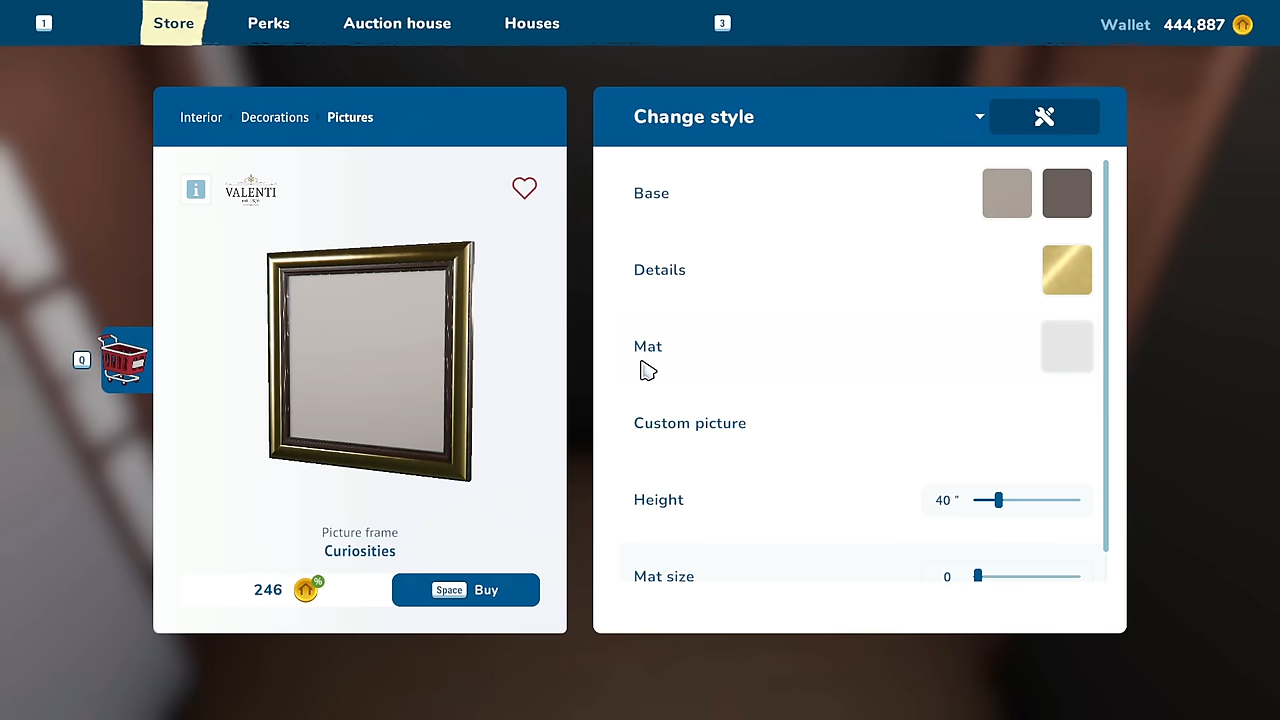 1
Store
Perks
Auction house
Houses
3
Wallet 444,887
Interior
Decorations
Pictures
i
VALENTI
Q
Picture frame
Curiosities
246
%
Space Buy
Change style
Base
Details
Mat
Custom picture
Height
40 "
Mat size
0